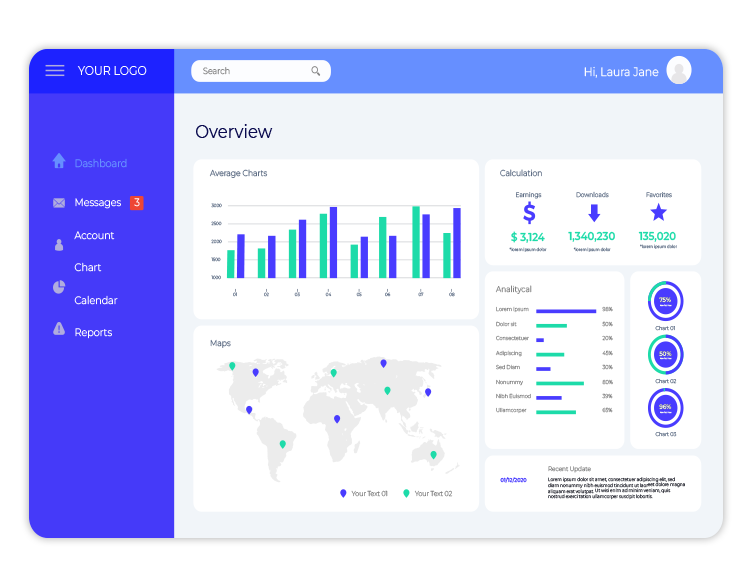 YOUR LOGO
Search
Hi, Laura Jane
Dashboard
Messages 3
Account
Chart
Calendar
Reports
Overview
Average Charts
3000
2500
2000
1500
1000
01 02 03 04 05 06 07 08
Maps
Your Text 01 Your Text 02
Calculation
Earnings Downloads Favorites
$ 3,124 1,340,230 135,020
*lorem ipsum dolor *lorem ipsum dolor *lorem ipsum dolor
Analitycal
Lorem ipsum 98%
Dolor sit 50%
Consectetuer 20%
Adipiscing 48%
Sed Diam 30%
Nonummy 80%
Nibh Euismod 39%
Ullamcorper 65%
75%
Chart 01
50%
Chart 02
96%
Chart 03
Recent Update
01/12/2020
Lorem ipsum dolor sit amet, consectetuer adipiscing elit, sed
diam nonummy nibh euismod tincidunt ut laoreet dolore magna
aliquam erat volutpat. Ut wisi enim ad minim veniam, quis
nostrud exerci tation ullamcorper suscipit lobortis.